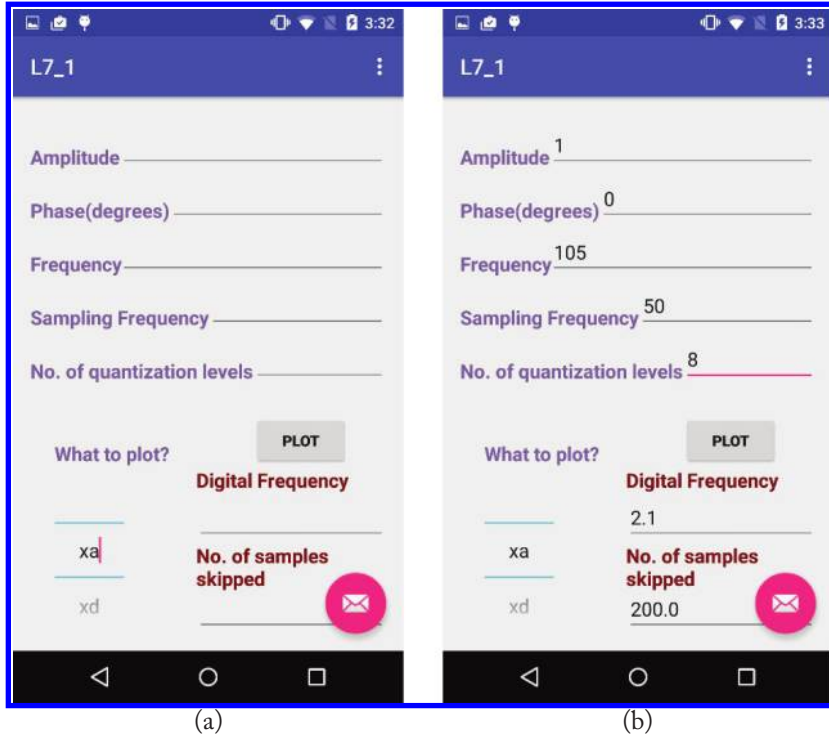 3:32
L7_1
Amplitude
Phase(degrees)
Frequency
Sampling Frequency
No. of quantization levels
PLOT
What to plot?
Digital Frequency
xa
No. of samples
skipped
xd
(a)
3:33
L7_1
Amplitude 1
Phase(degrees) 0
Frequency 105
Sampling Frequency 50
No. of quantization levels 8
PLOT
What to plot?
Digital Frequency
2.1
xa
No. of samples
skipped
xd
200.0
(b)